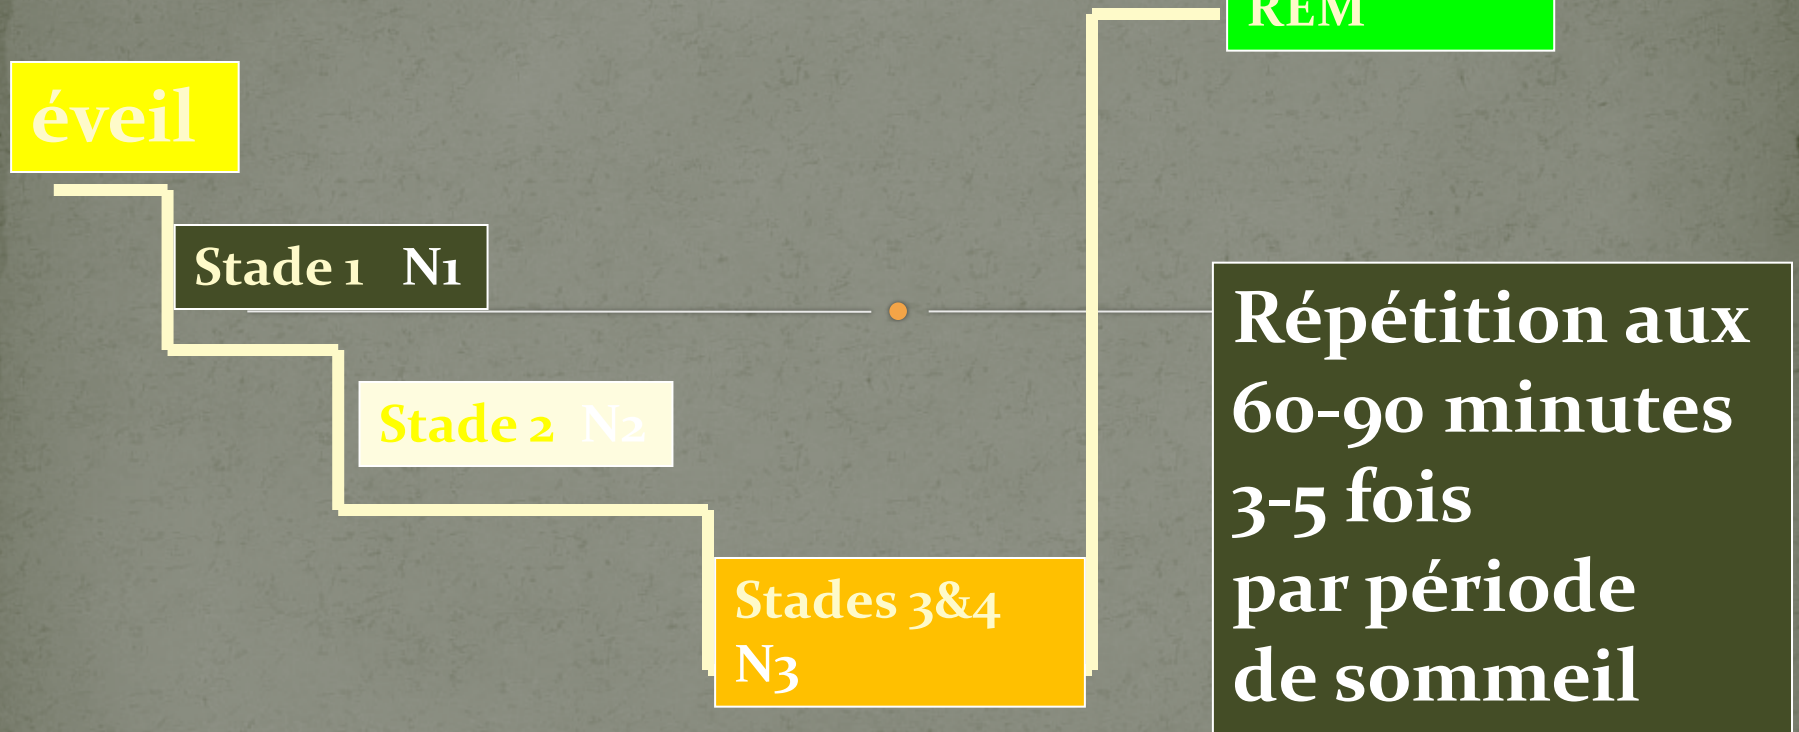 REM
éveil
Stade 1 N1
Stade 2 N2
Stades 3&4
N3
Répétition aux
60-90 minutes
3-5 fois
par période
de sommeil